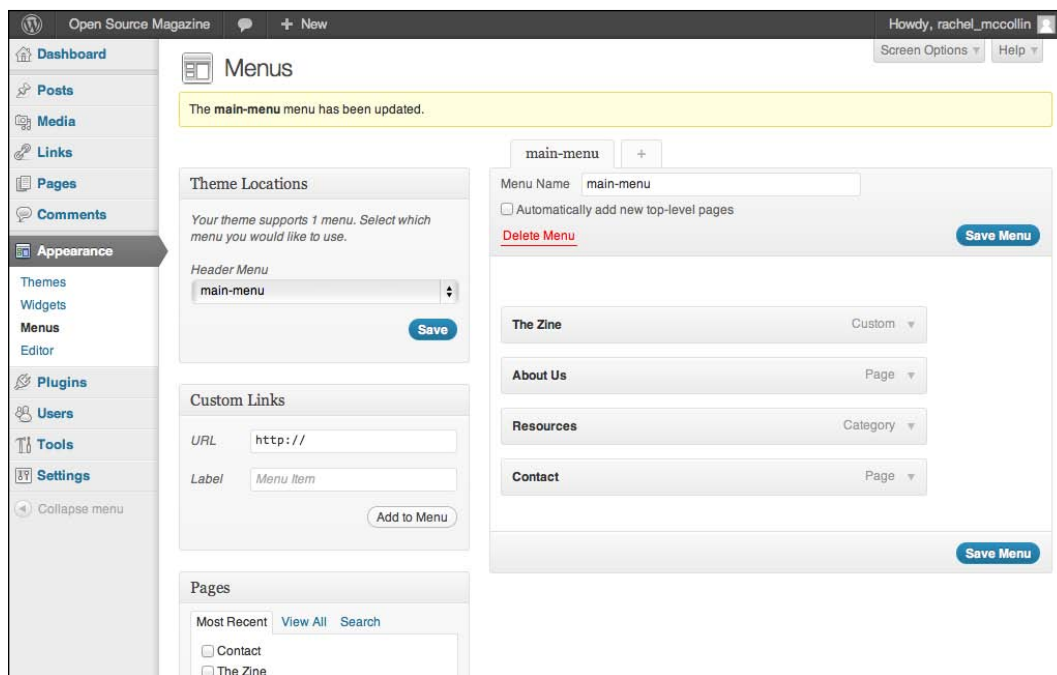 Open Source Magazine
+ New
Howdy, rachel_mccollin
Dashboard
Posts
Media
Links
Pages
Comments
Appearance
Themes
Widgets
Menus
Editor
Plugins
Users
Tools
Settings
Collapse menu
Screen Options
Help
Menus
The main-menu menu has been updated.
Theme Locations
Your theme supports 1 menu. Select which
menu you would like to use.
Header Menu
main-menu
Save
Custom Links
URL http://
Label Menu Item
Add to Menu
Pages
Most Recent View All Search
Contact
The Zine
main-menu +
Menu Name main-menu
Automatically add new top-level pages
Delete Menu Save Menu
The Zine Custom
About Us Page
Resources Category
Contact Page
Save Menu